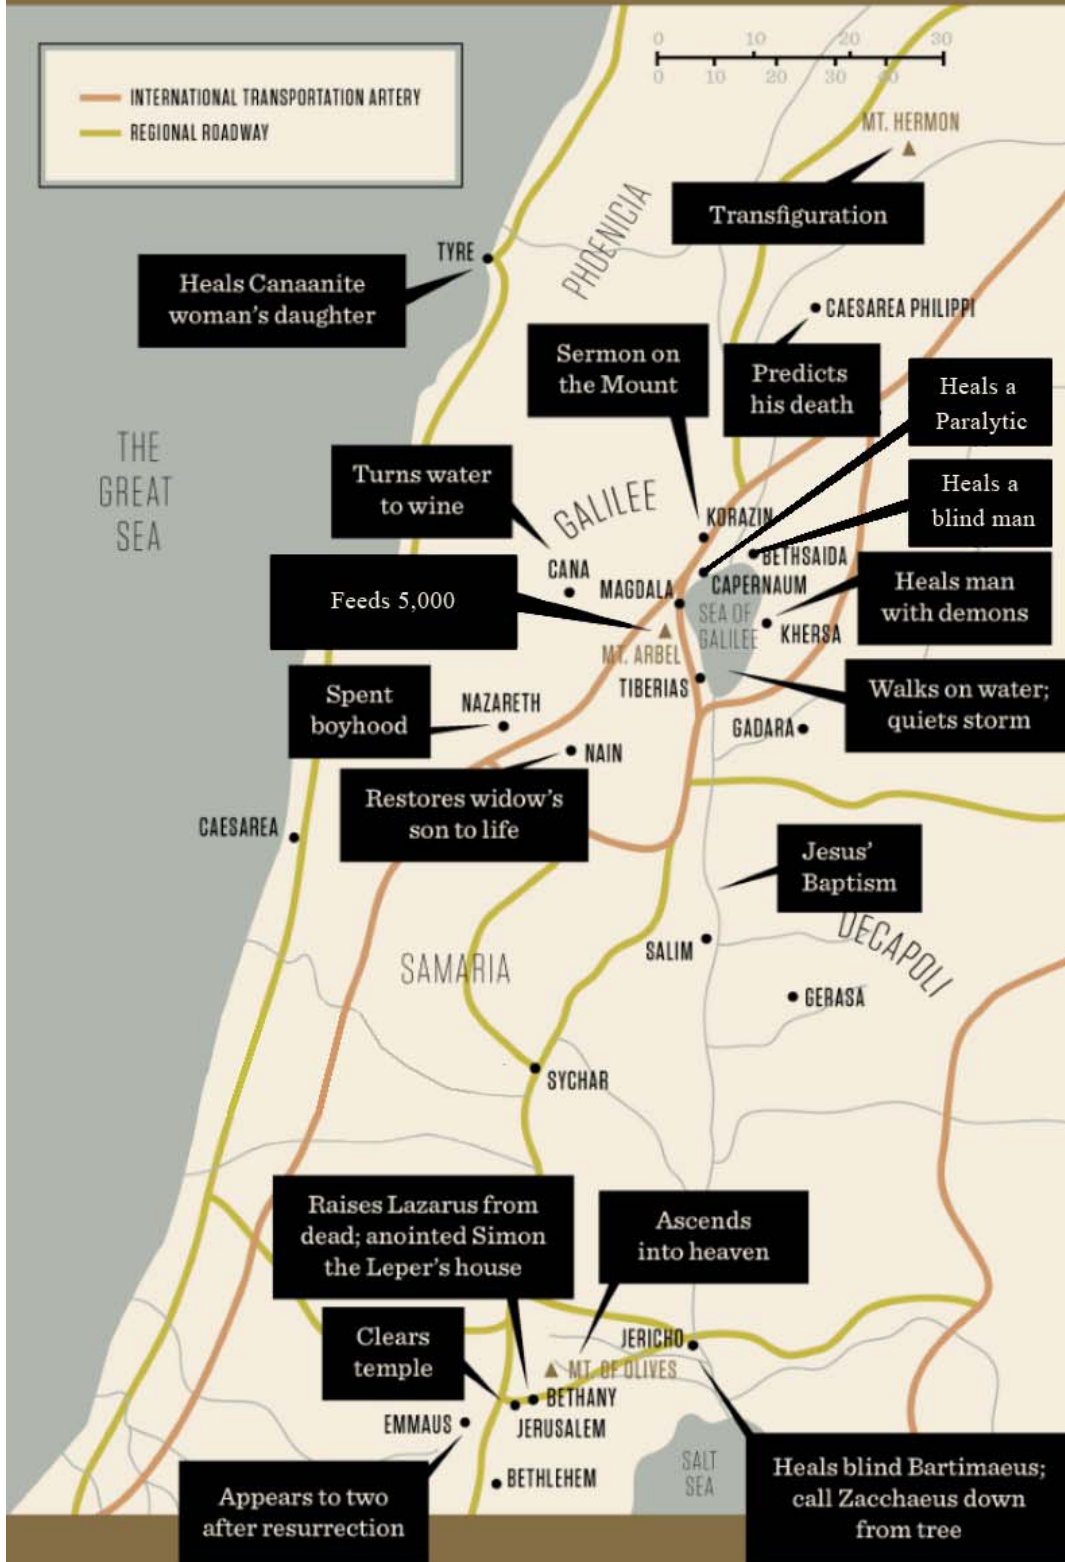 0 10 20 30
0 10 20 30 40
INTERNATIONAL TRANSPORTATION ARTERY
REGIONAL ROADWAY
MT. HERMON
Transfiguration
PHOENICIA
TYRE
Heals Canaanite
woman's daughter
CAESAREA PHILIPPI
Sermon on
the Mount
Predicts
his death
Heals a
Paralytic
THE
GREAT
SEA
Turns water
to wine
GALILEE
Heals a
blind man
KORAZIN
BETHSAIDA
CANA
MAGDALA
CAPERNAUM
Feeds 5,000
Heals man
with demons
SEA OF
GALILEE
KHERSA
MT. ARBEL
TIBERIAS
Walks on water;
quiets storm
Spent
boyhood
NAZARETH
GADARA
NAIN
Restores widow's
son to life
CAESAREA
Jesus'
Baptism
DECAPOLI
SALIM
SAMARIA
GERASA
SYCHAR
Raises Lazarus from
dead; anointed Simon
the Leper's house
Ascends
into heaven
Clears
temple
JERICHO
MT. OF OLIVES
BETHANY
EMMAUS
JERUSALEM
SALT
SEA
BETHLEHEM
Heals blind Bartimaeus;
call Zacchaeus down
from tree
Appears to two
after resurrection